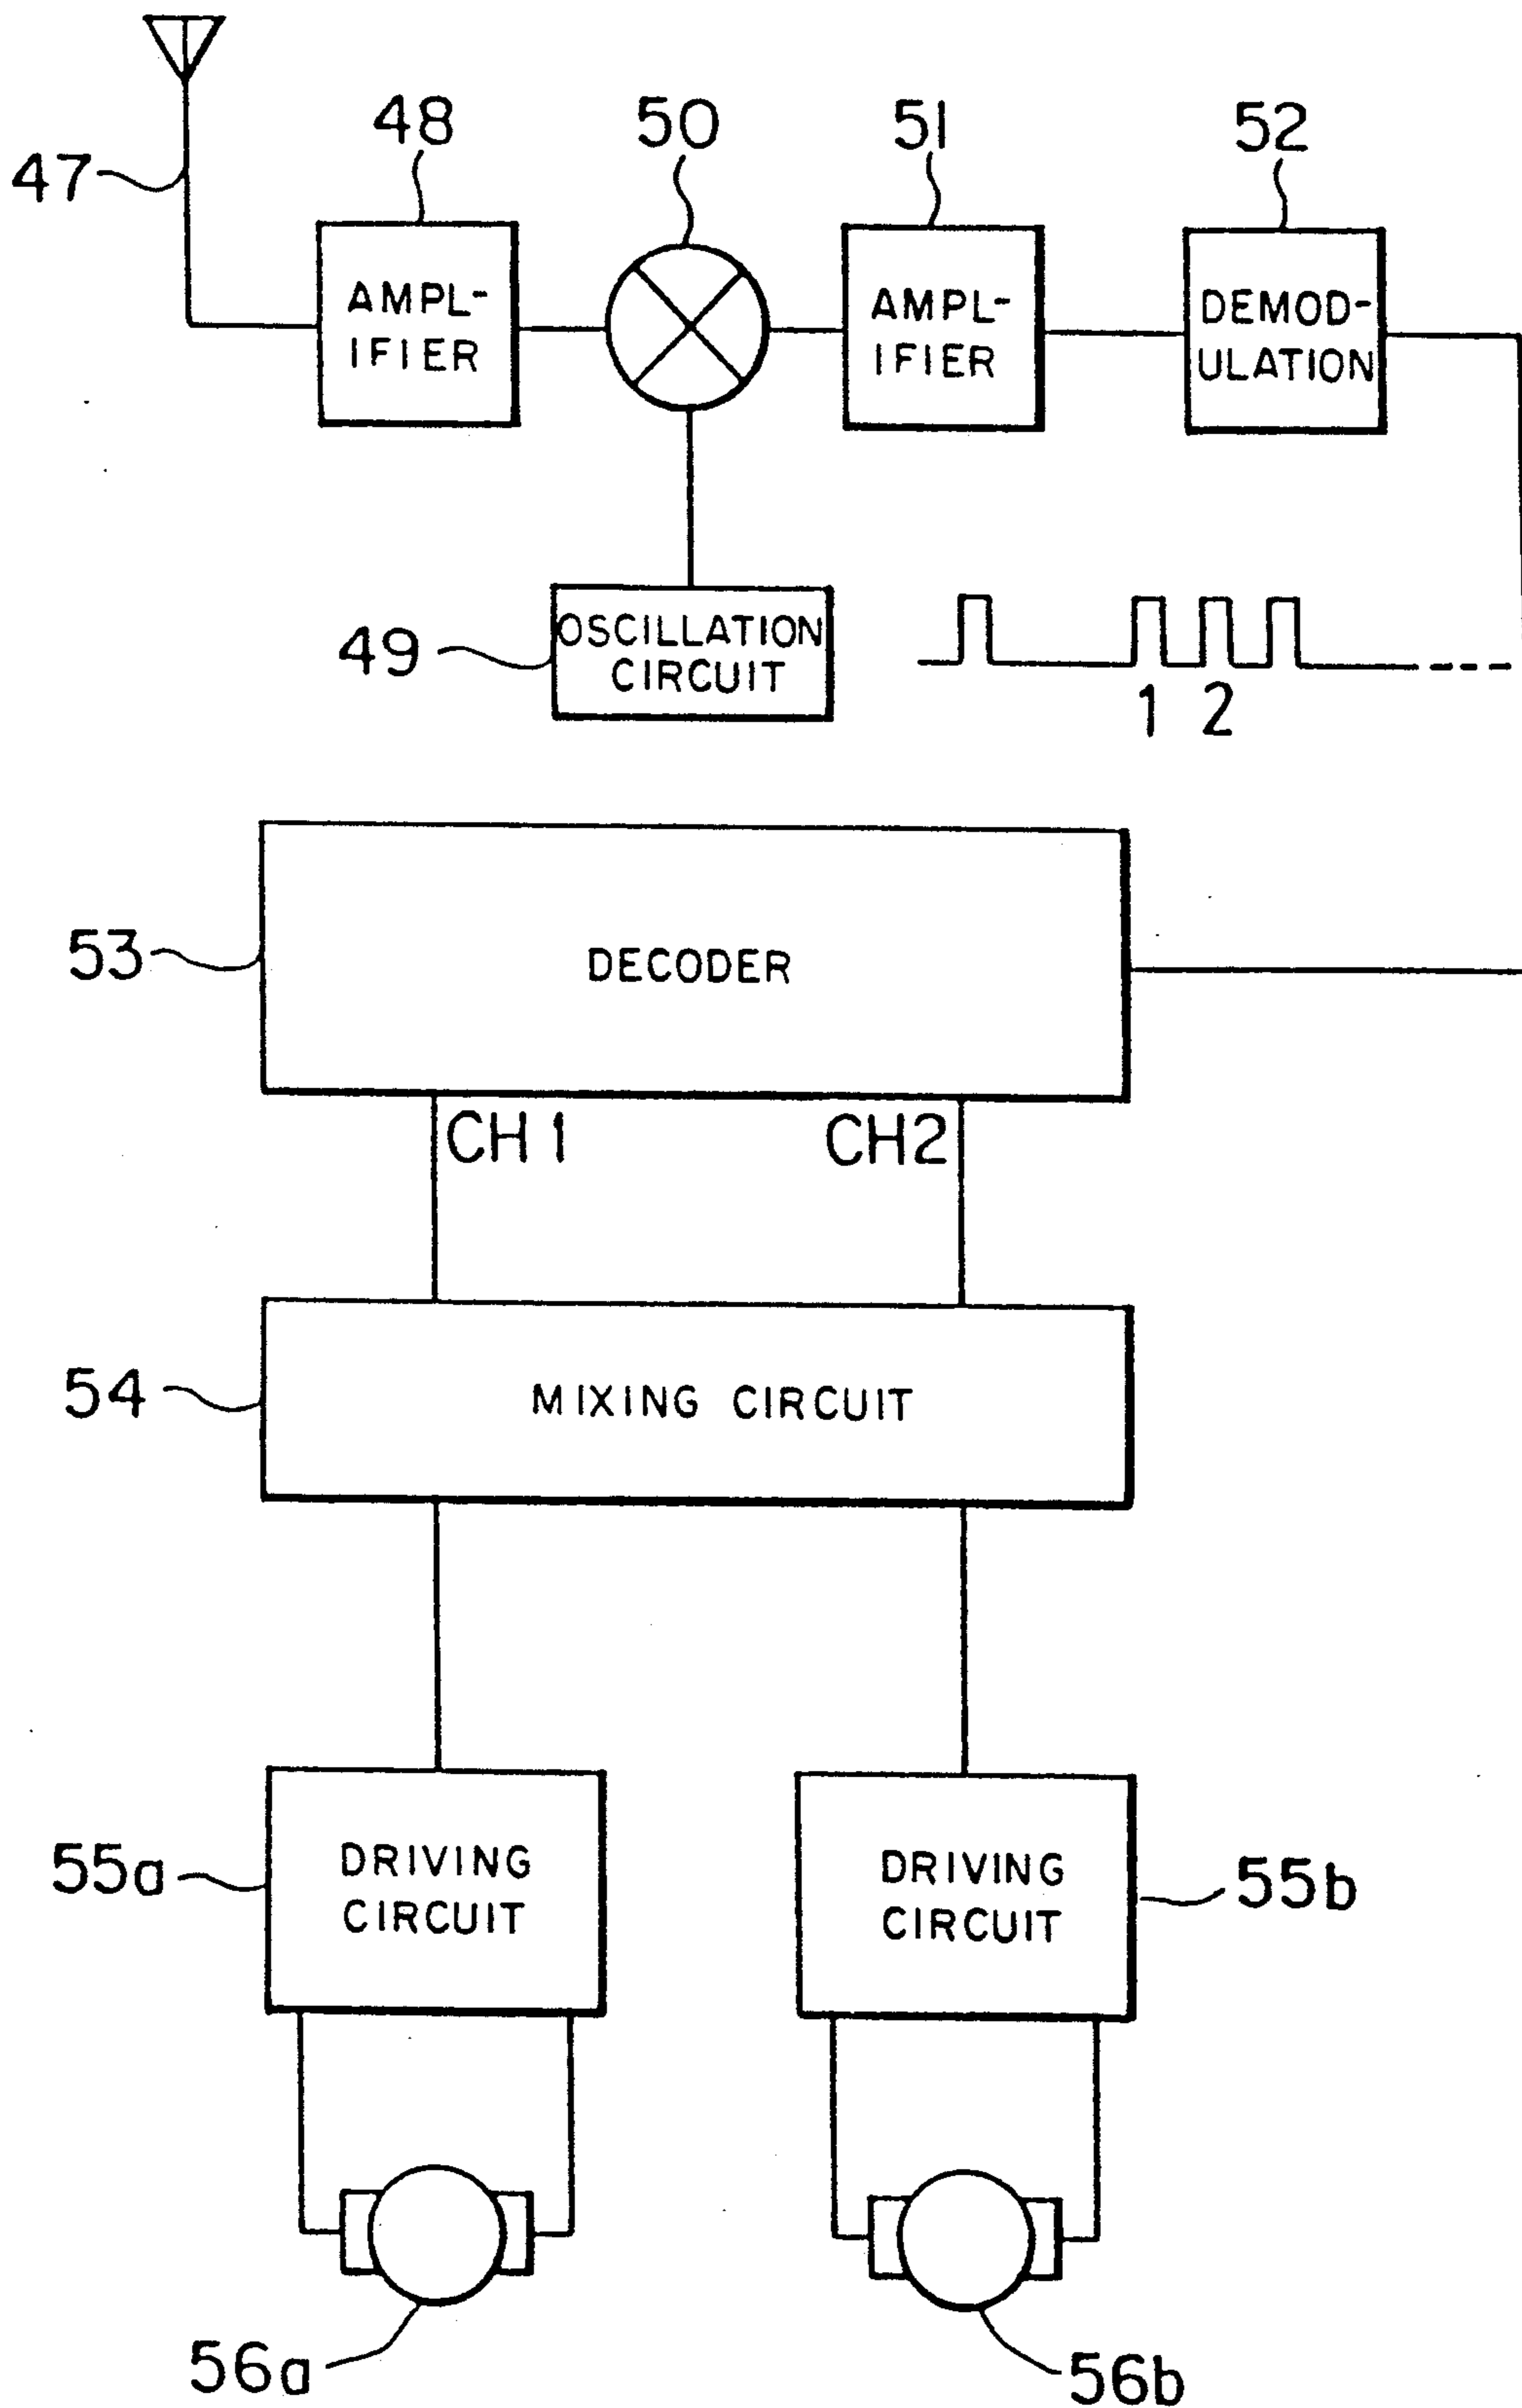 48
50
51
52
47
AMPL-
IFIER
AMPL-
IFIER
DEMOD-
ULATION
49
OSCILLATION
CIRCUIT
1 2
53
DECODER
CH1 CH2
54
MIXING CIRCUIT
55a
DRIVING
CIRCUIT
DRIVING
CIRCUIT
55b
56a
56b